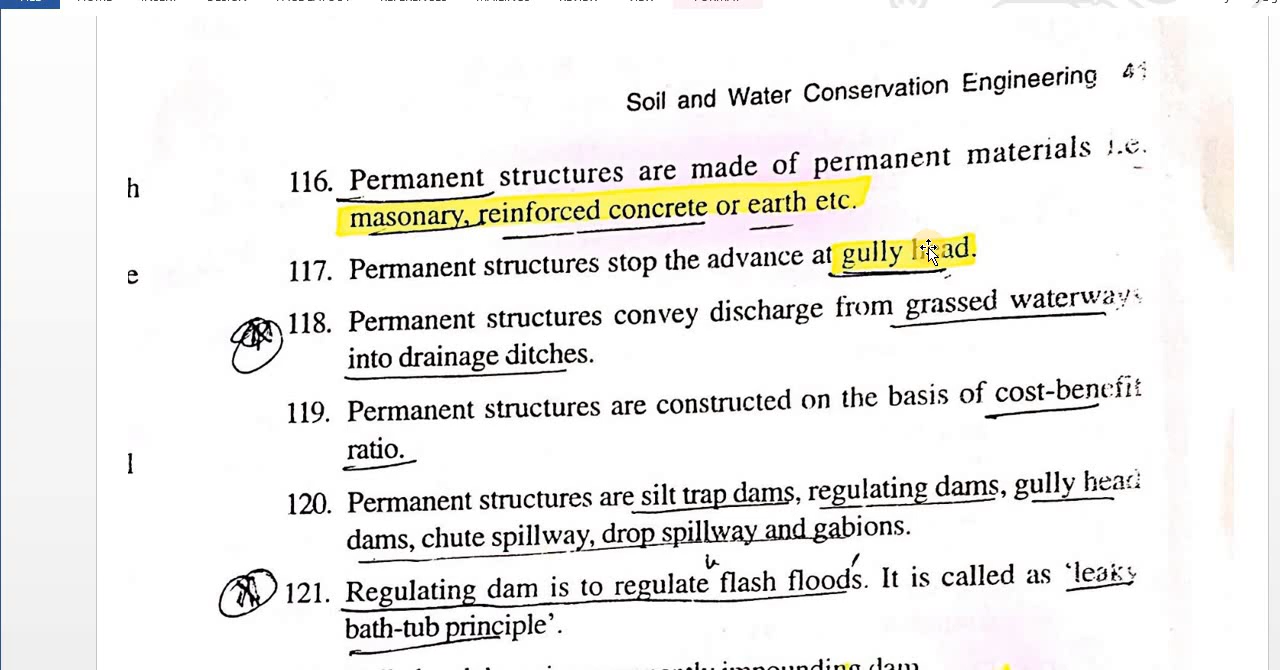 Soil and Water Conservation Engineering
h
116. Permanent structures are made of permanent materials i.e.
masonary, reinforced concrete or earth etc.
e
117. Permanent structures stop the advance at gully head.
118. Permanent structures convey discharge from grassed waterways
into drainage ditches.
119. Permanent structures are constructed on the basis of cost-benefit
ratio.
l
120. Permanent structures are silt trap dams, regulating dams, gully head
dams, chute spillway, drop spillway and gabions.
121. Regulating dam is to regulate flash floods. It is called as 'leaky
bath-tub principle'.
impounding dam